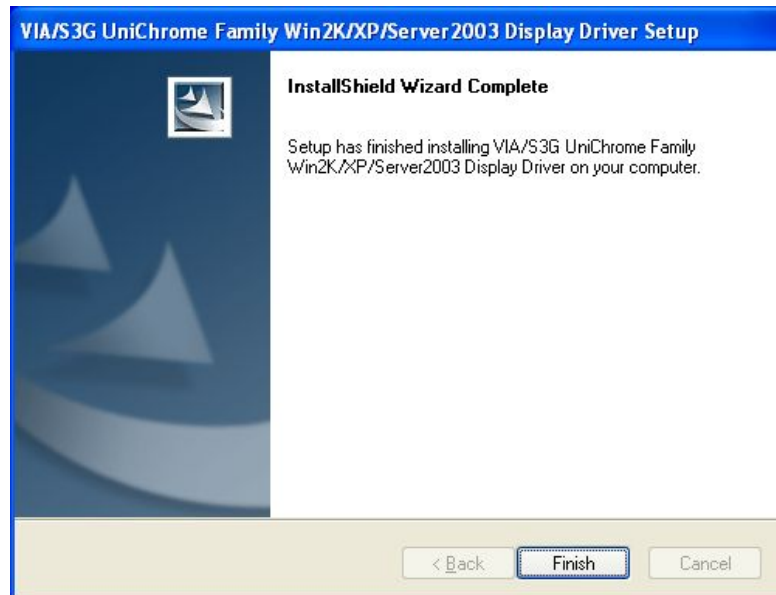 VIA/S3G UniChrome Family Win2K/XP/Server2003 Display Driver Setup
InstallShield Wizard Complete
Setup has finished installing VIA/S3G UniChrome Family
Win2K/XP/Server2003 Display Driver on your computer.
< Back Finish Cancel